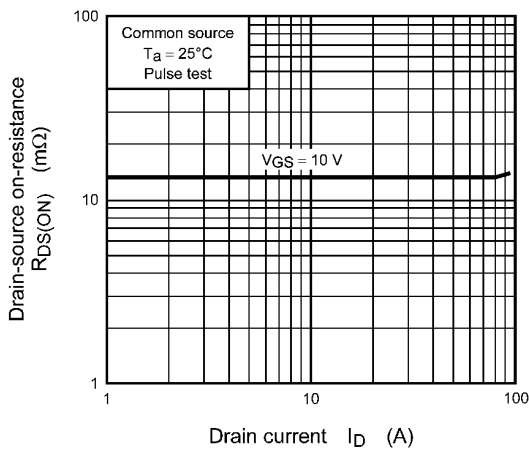 100
Common source
Ta = 25°C
Pulse test
VGS = 10 V
10
1
1
10
100
Drain-source on-resistance
RDS(ON) (mΩ)
Drain current ID (A)